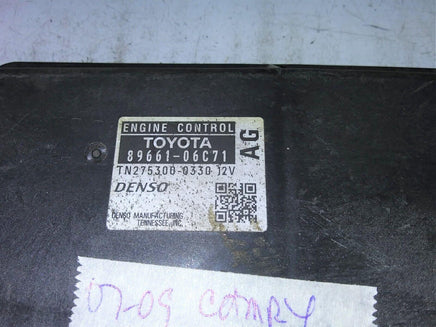 ENGINE CONTROL
TOYOTA
89661-06C71
AG
TN275300-0330 12V
DENSO
DENSO MANUFACTURING
TENNESSEE, INC.
07-09 CAMRY